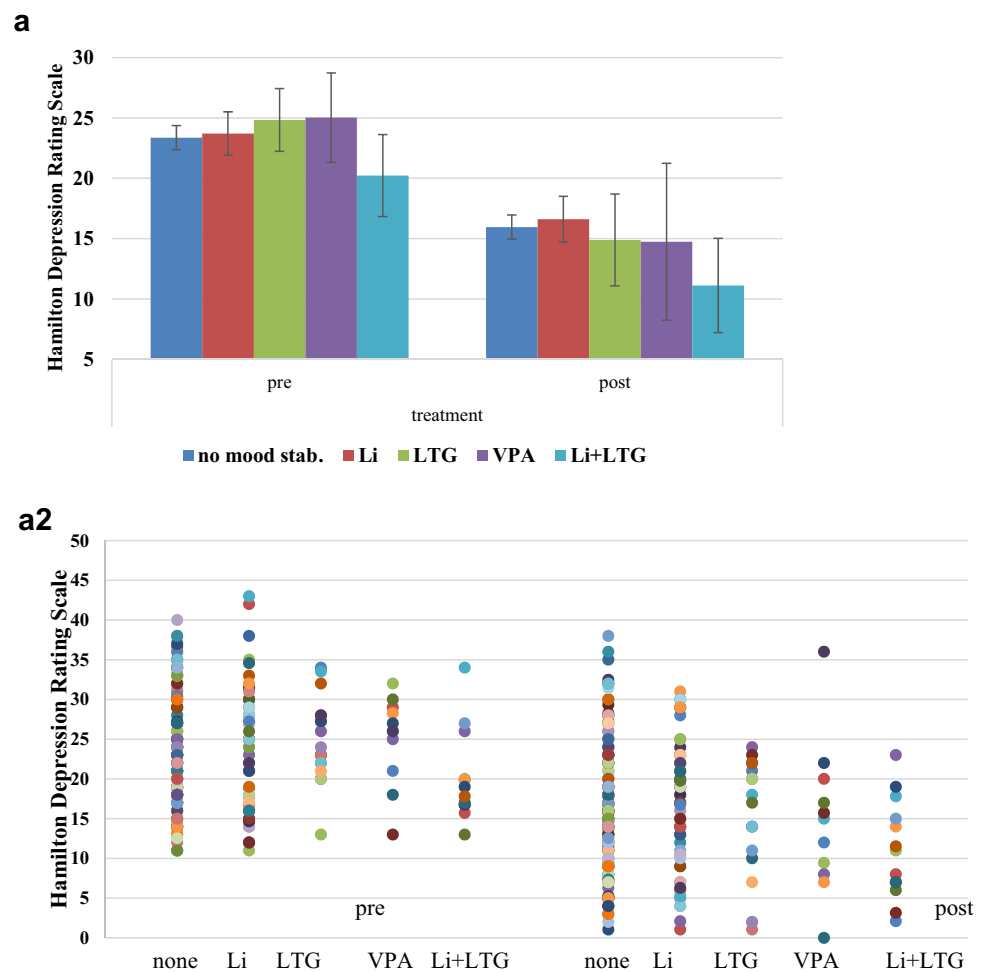 a
Hamilton Depression Rating Scale
30
25
20
15
10
5
pre post
treatment
no mood stab. Li LTG VPA Li+LTG
a2
Hamilton Depression Rating Scale
50
45
40
35
30
25
20
15
10
5
0
pre post
none Li LTG VPA Li+LTG none Li LTG VPA Li+LTG